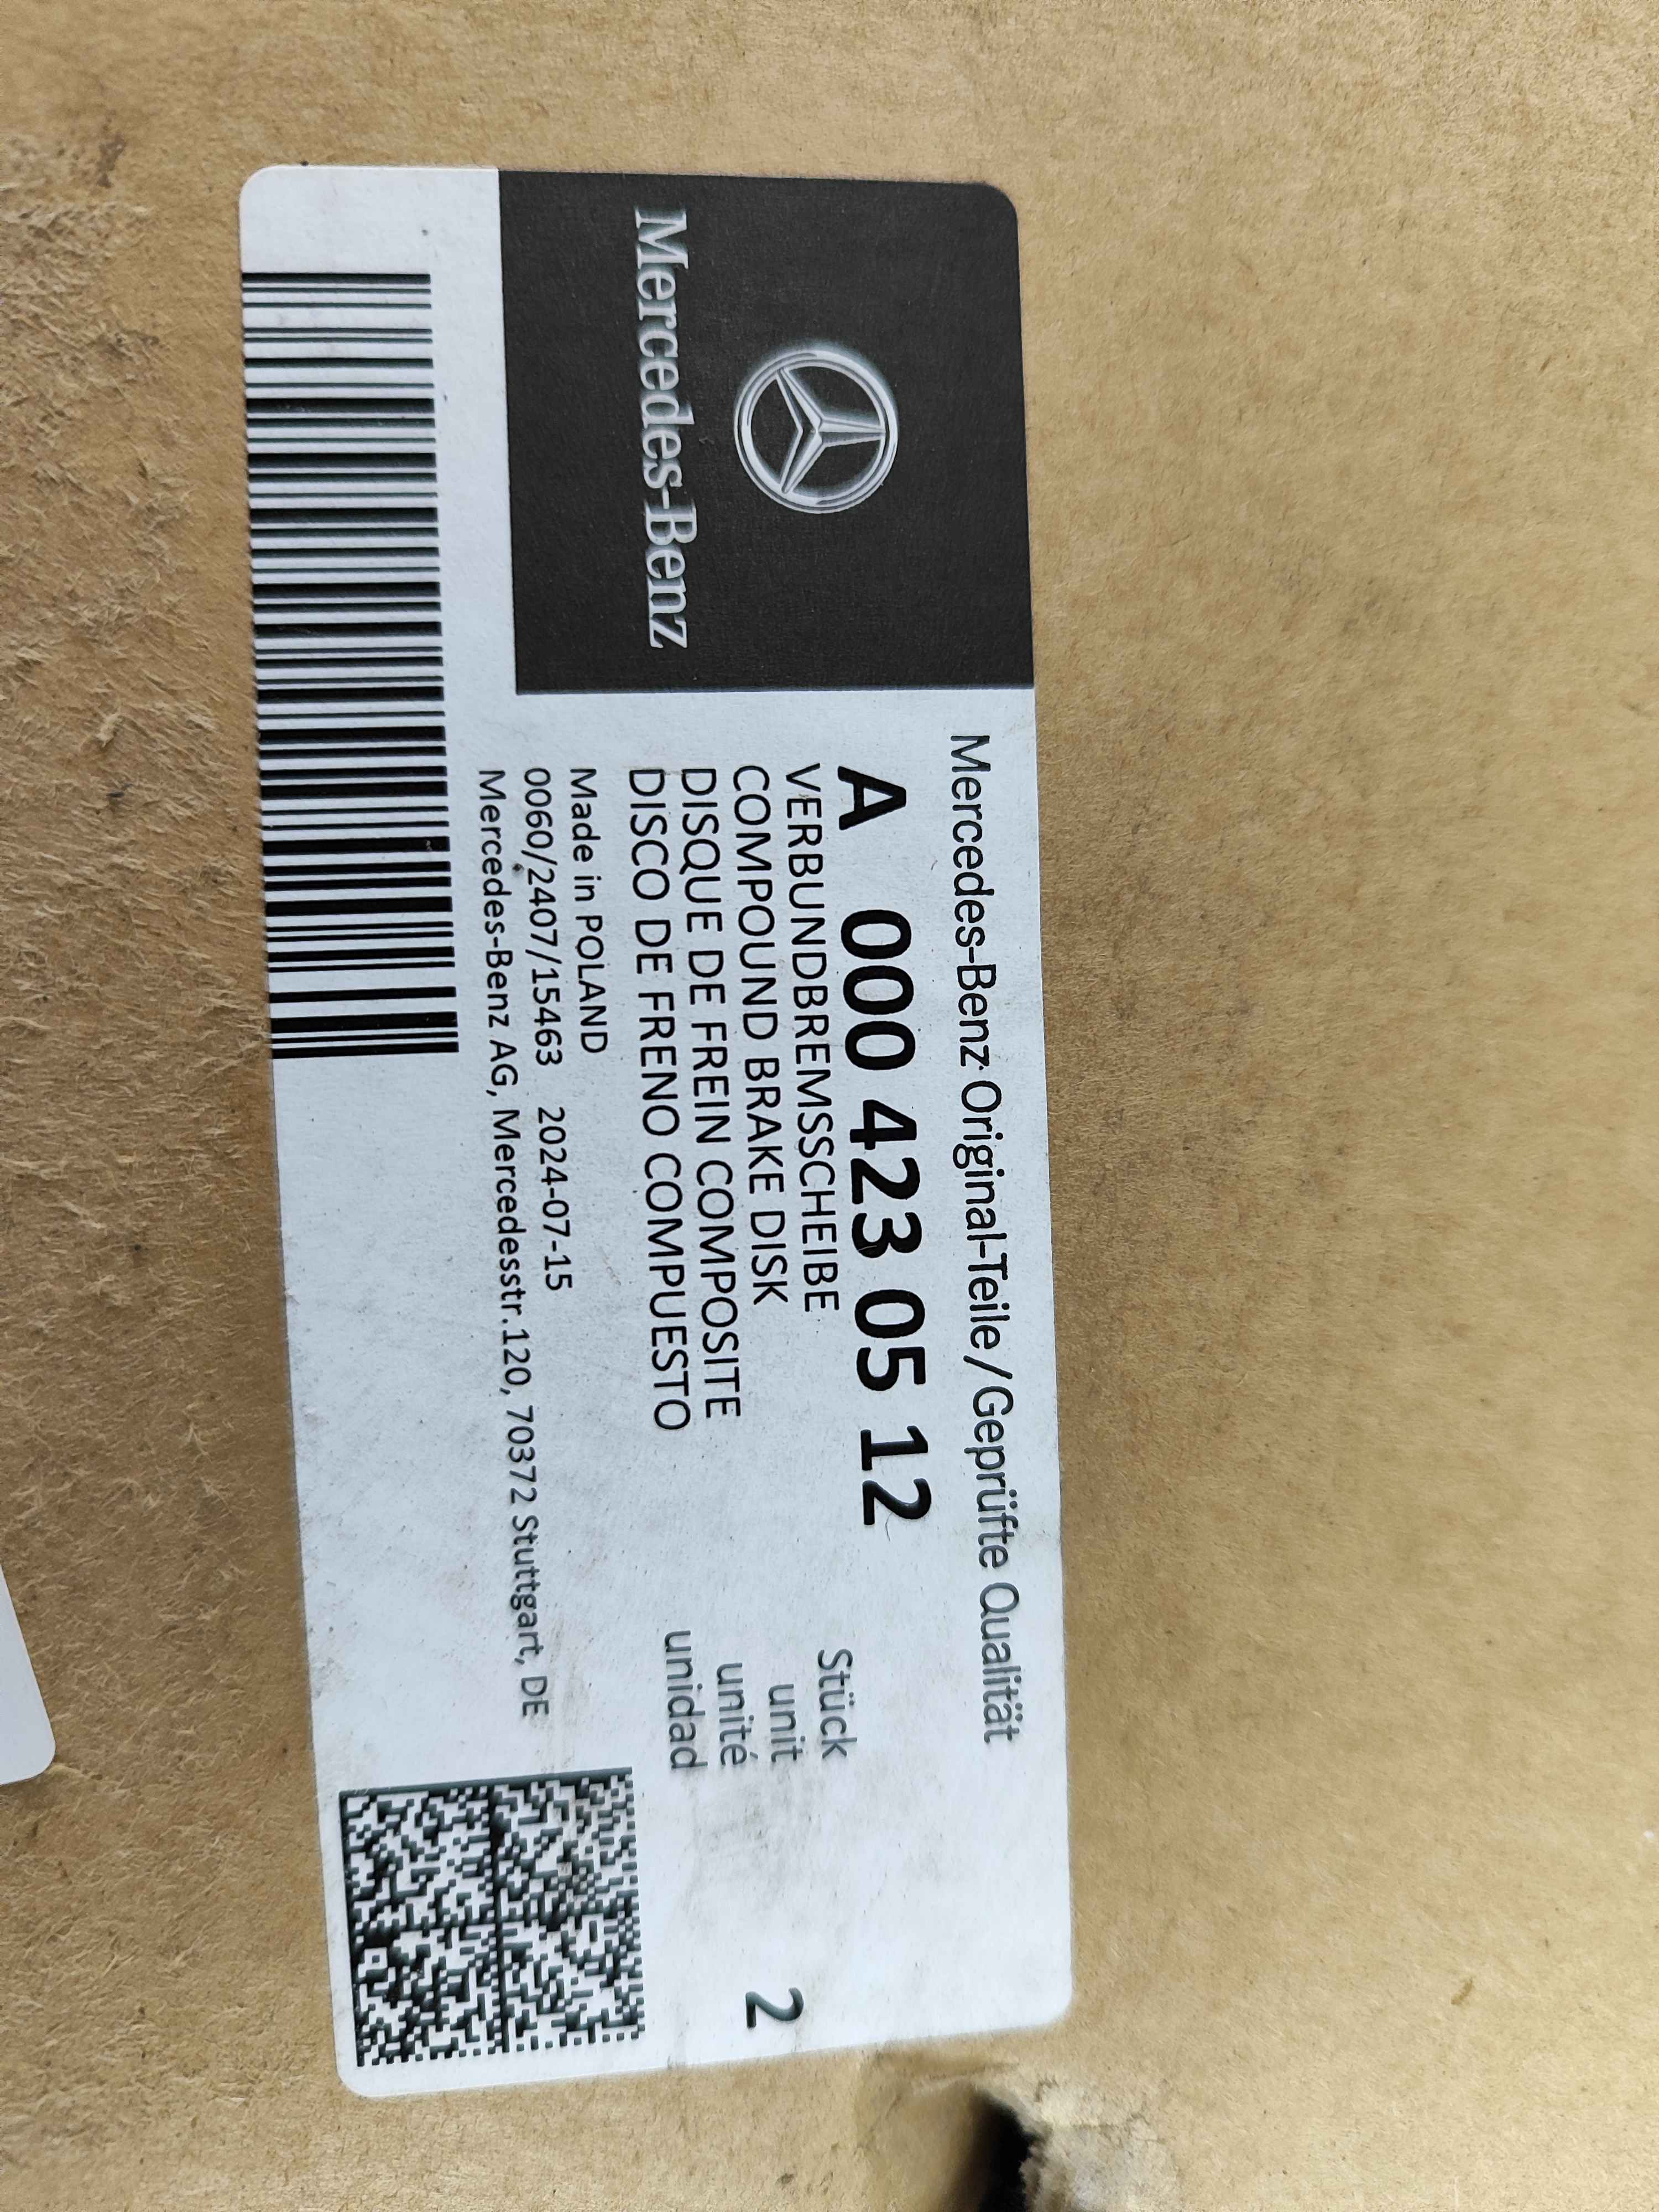 Mercedes-Benz
Mercedes-Benz Original-Teile/Geprüfte Qualität
A 000 423 05 12
VERBUNDBREMSSCHEIBE Stück
COMPOUND BRAKE DISK unit 2
DISQUE DE FREIN COMPOSITE unité
DISCO DE FRENO COMPUESTO unidad
Made in POLAND
0060/2407/15463 2024-07-15
Mercedes-Benz AG, Mercedesstr.120, 70372 Stuttgart, DE